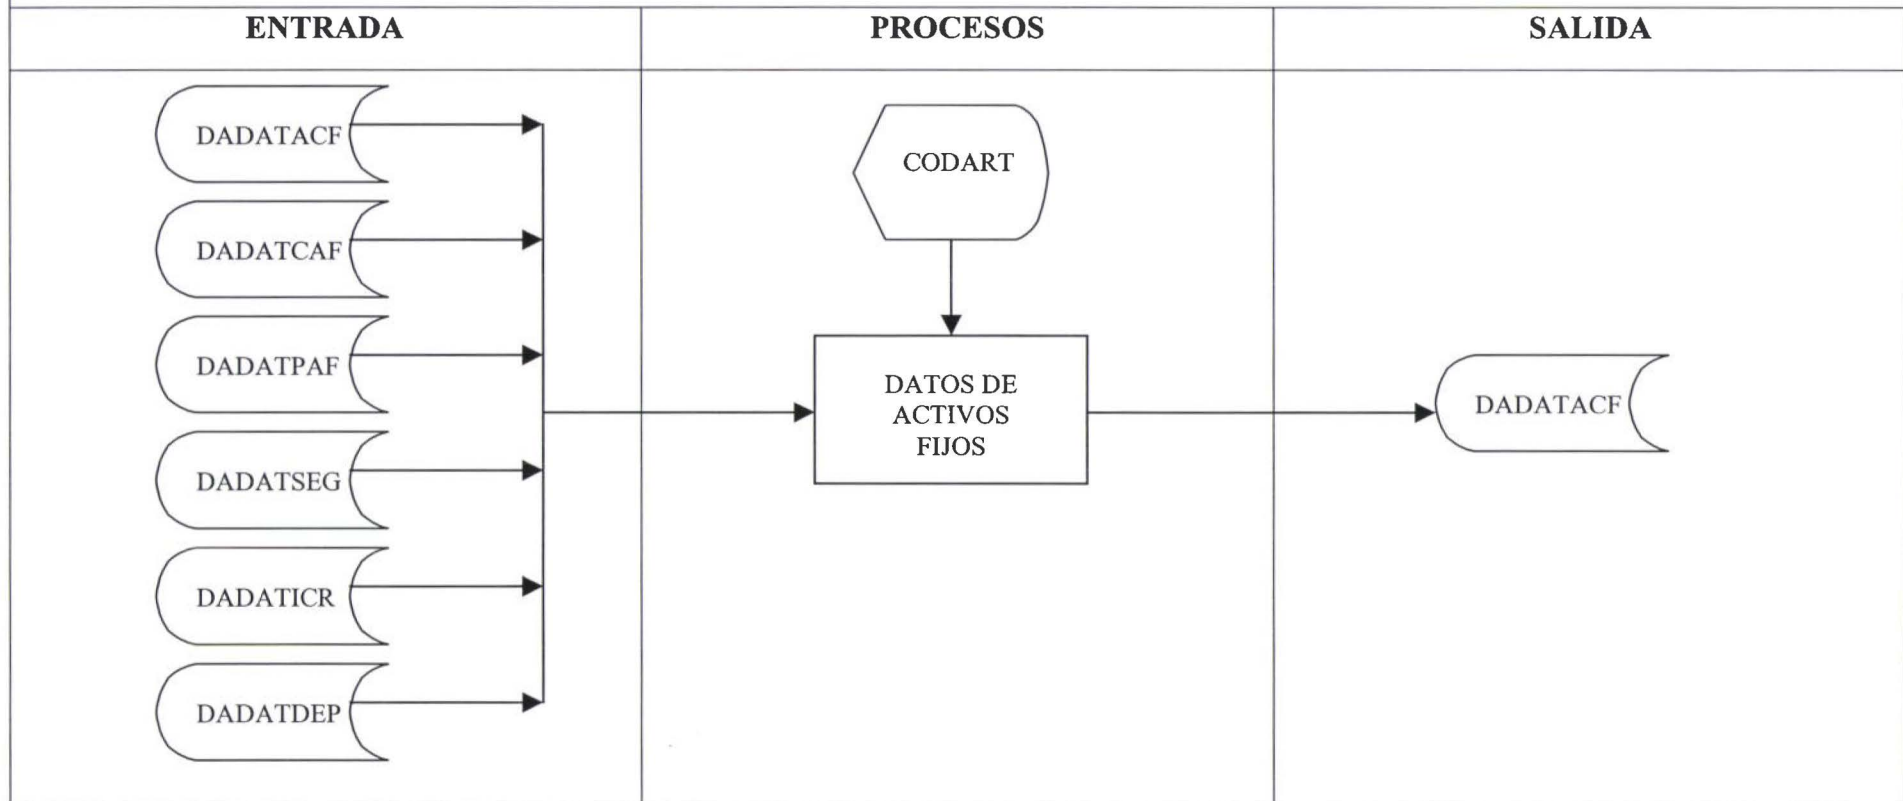 ENTRADA
PROCESOS
SALIDA
DADATACF
DADATCAF
DADATPAF
DADATSEG
DADATICR
DADATDEP
CODART
DATOS DE
ACTIVOS
FIJOS
DADATACF